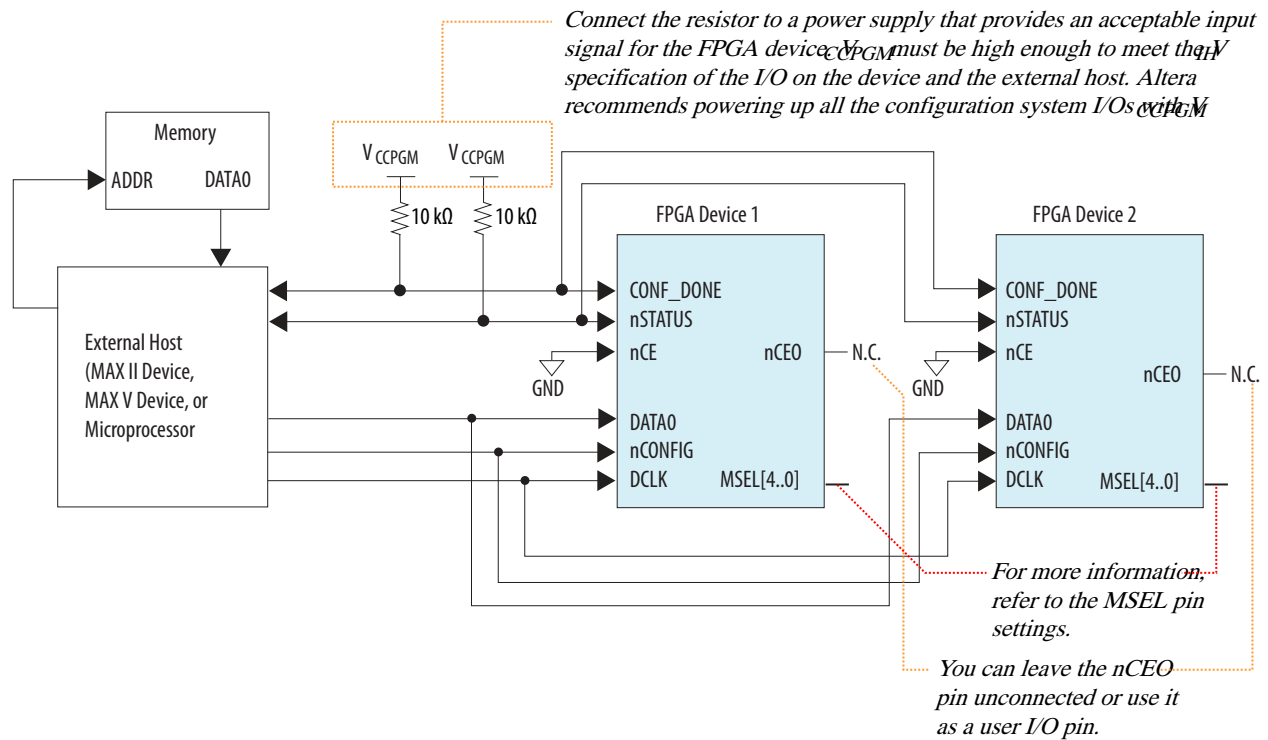 Connect the resistor to a power supply that provides an acceptable input
signal for the FPGA device. VCCPGM must be high enough to meet the VIH
specification of the I/O on the device and the external host. Altera
recommends powering up all the configuration system I/Os with VCCPGM
Memory
ADDR DATA0
V CCPGM V CCPGM
10 kΩ 10 kΩ
FPGA Device 1
FPGA Device 2
External Host
(MAX II Device,
MAX V Device, or
Microprocessor
CONF_DONE
nSTATUS
nCE
nCEO
N.C.
GND
DATA0
nCONFIG
DCLK
MSEL[4..0]
CONF_DONE
nSTATUS
nCE
nCEO
N.C.
GND
DATA0
nCONFIG
DCLK
MSEL[4..0]
For more information,
refer to the MSEL pin
settings.
You can leave the nCEO
pin unconnected or use it
as a user I/O pin.